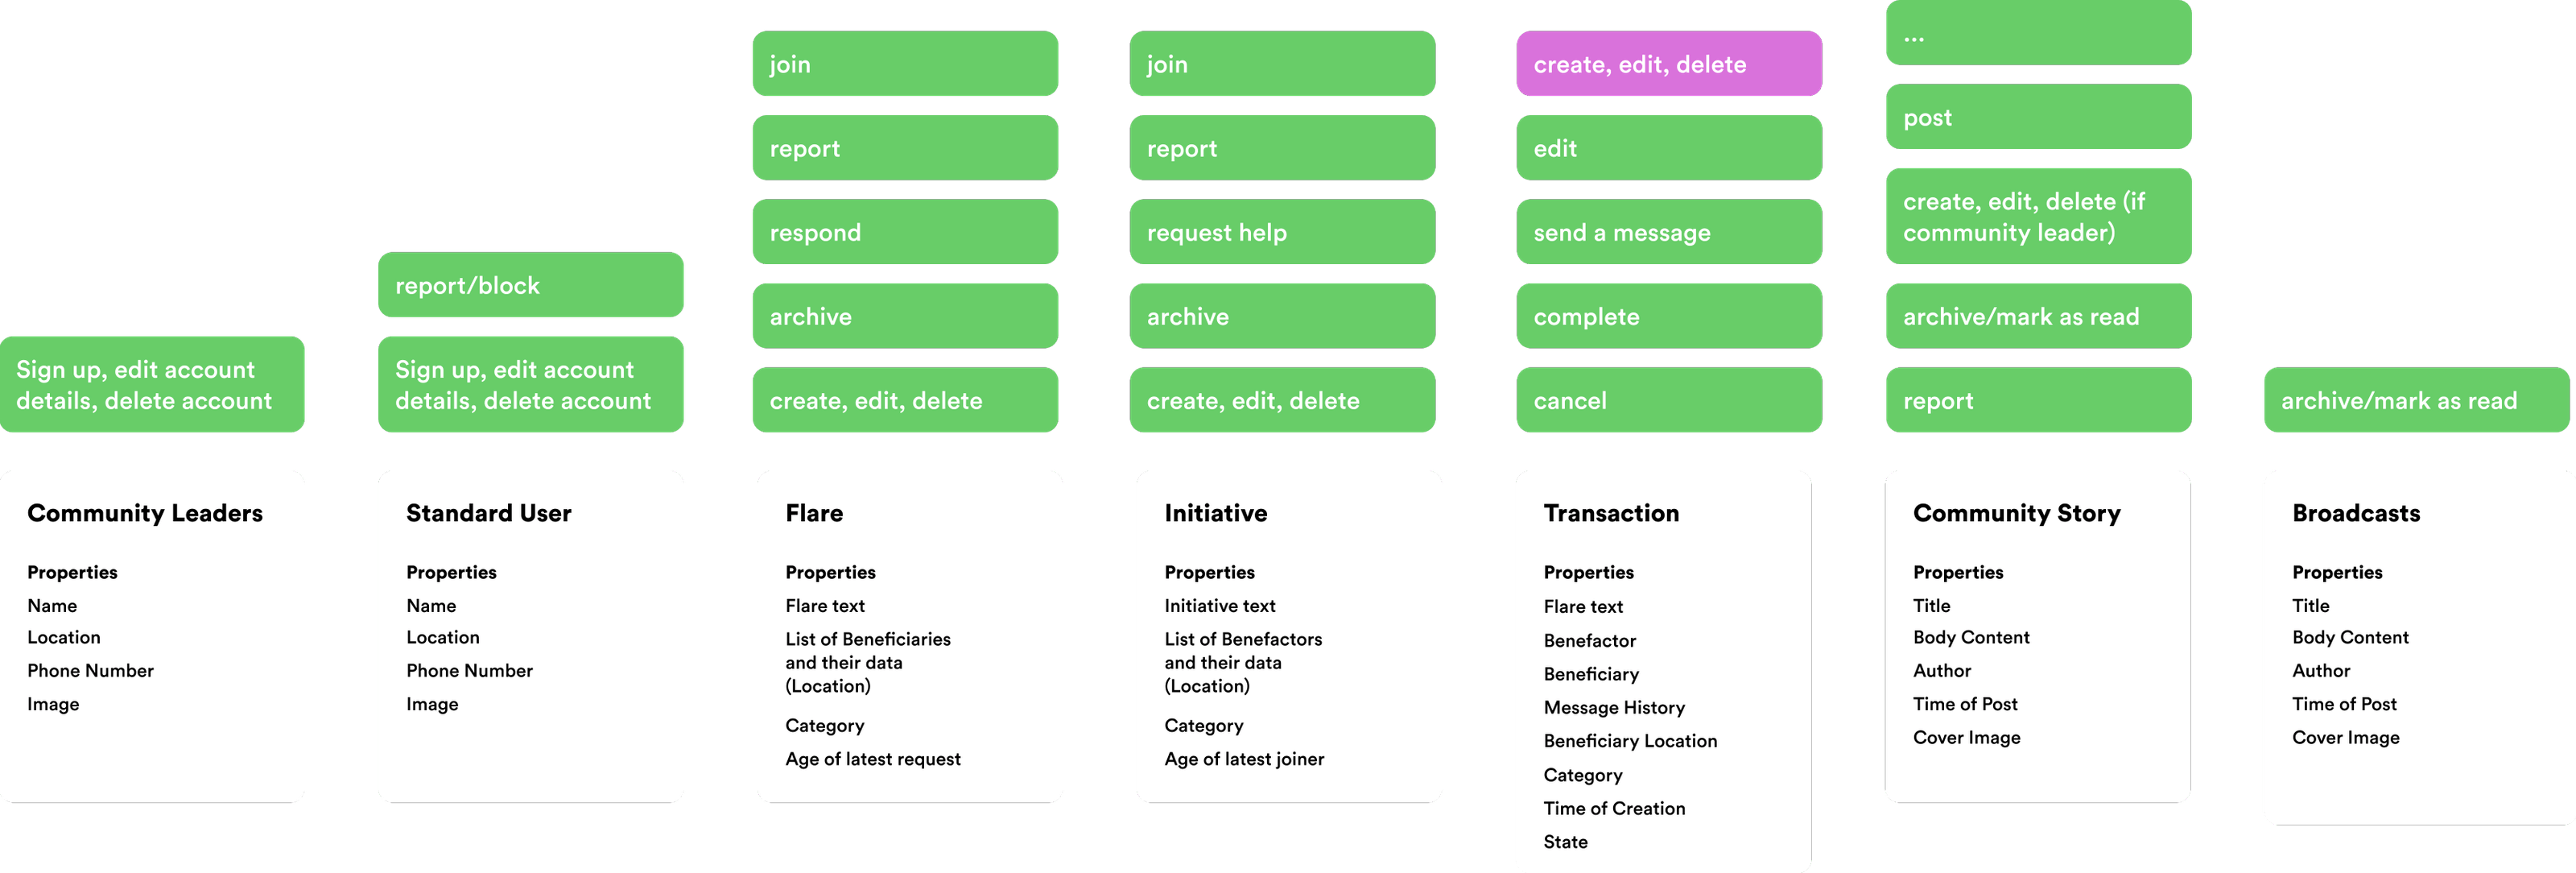 Sign up, edit account
details, delete account
Community Leaders
Properties
Name
Location
Phone Number
Image
report/block
Sign up, edit account
details, delete account
Standard User
Properties
Name
Location
Phone Number
Image
join
report
respond
archive
create, edit, delete
Flare
Properties
Flare text
List of Beneficiaries
and their data
(Location)
Category
Age of latest request
join
report
request help
archive
create, edit, delete
Initiative
Properties
Initiative text
List of Benefactors
and their data
(Location)
Category
Age of latest joiner
create, edit, delete
edit
send a message
complete
cancel
Transaction
Properties
Flare text
Benefactor
Beneficiary
Message History
Beneficiary Location
Category
Time of Creation
State
...
post
create, edit, delete (if
community leader)
archive/mark as read
report
Community Story
Properties
Title
Body Content
Author
Time of Post
Cover Image
archive/mark as read
Broadcasts
Properties
Title
Body Content
Author
Time of Post
Cover Image